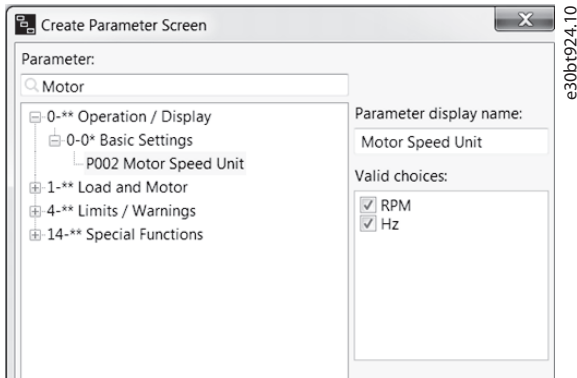 Create Parameter Screen
Parameter:
Motor
0-** Operation / Display
0-0* Basic Settings
P002 Motor Speed Unit
1-** Load and Motor
4-** Limits / Warnings
14-** Special Functions
Parameter display name:
Motor Speed Unit
Valid choices:
RPM
Hz
e30bt924.10